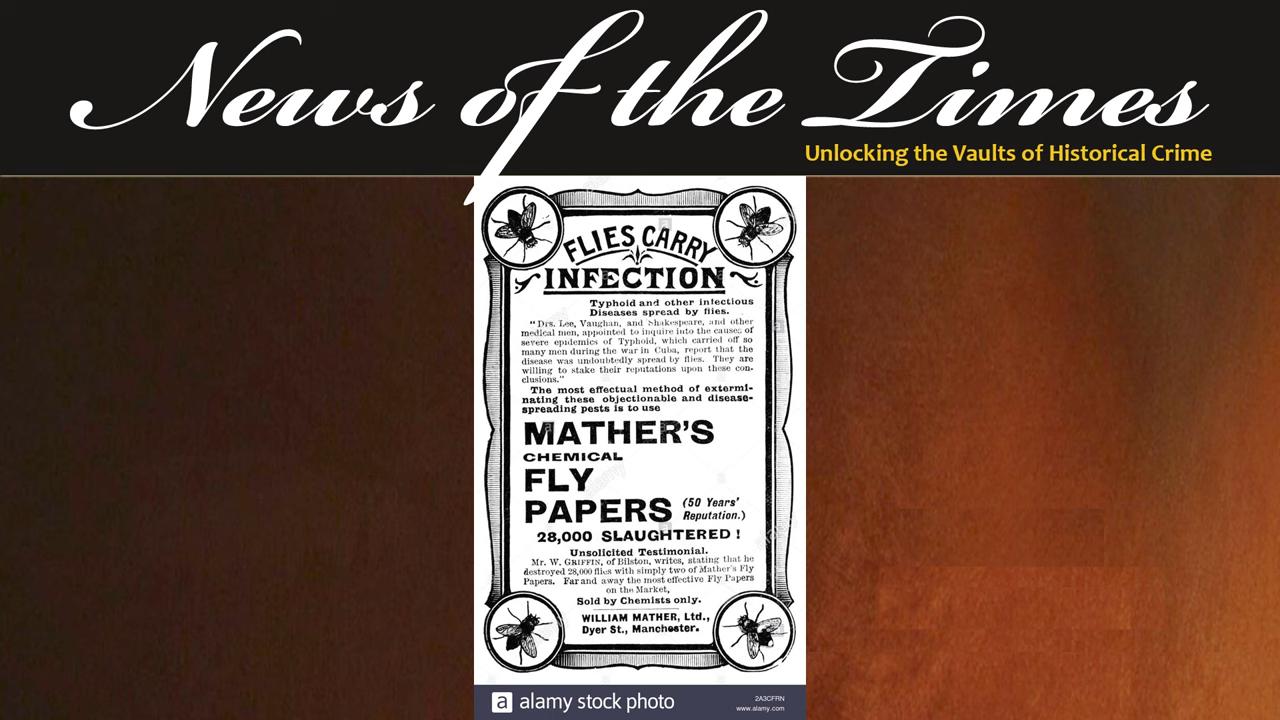 News of the Times
Unlocking the Vaults of Historical Crime
FLIES CARRY
INFECTION
Typhoid and other infectious
Diseases spread by flies.
"Drs. Lee, Vaughan, and Shakespeare, and other
medical men, appointed to inquire into the causes of
severe epidemics of Typhoid, which carried off so
many men during the war in Cuba, report that the
disease was undoubtedly spread by flies. They are
willing to stake their reputations upon these con-
clusions."
The most effectual method of extermi-
nating these objectionable and disease-
spreading pests is to use
MATHER'S
CHEMICAL
FLY
PAPERS (50 Years'
Reputation.)
28,000 SLAUGHTERED !
Unsolicited Testimonial.
Mr. W. GRIFFIN, of Bilston, writes, stating that he
destroyed 28,000 flies with simply two of Mather's Fly
Papers. Far and away the most effective Fly Papers
on the Market,
Sold by Chemists only.
WILLIAM MATHER, Ltd.,
Dyer St., Manchester.
a alamy stock photo
2A3CFRN
www.alamy.com